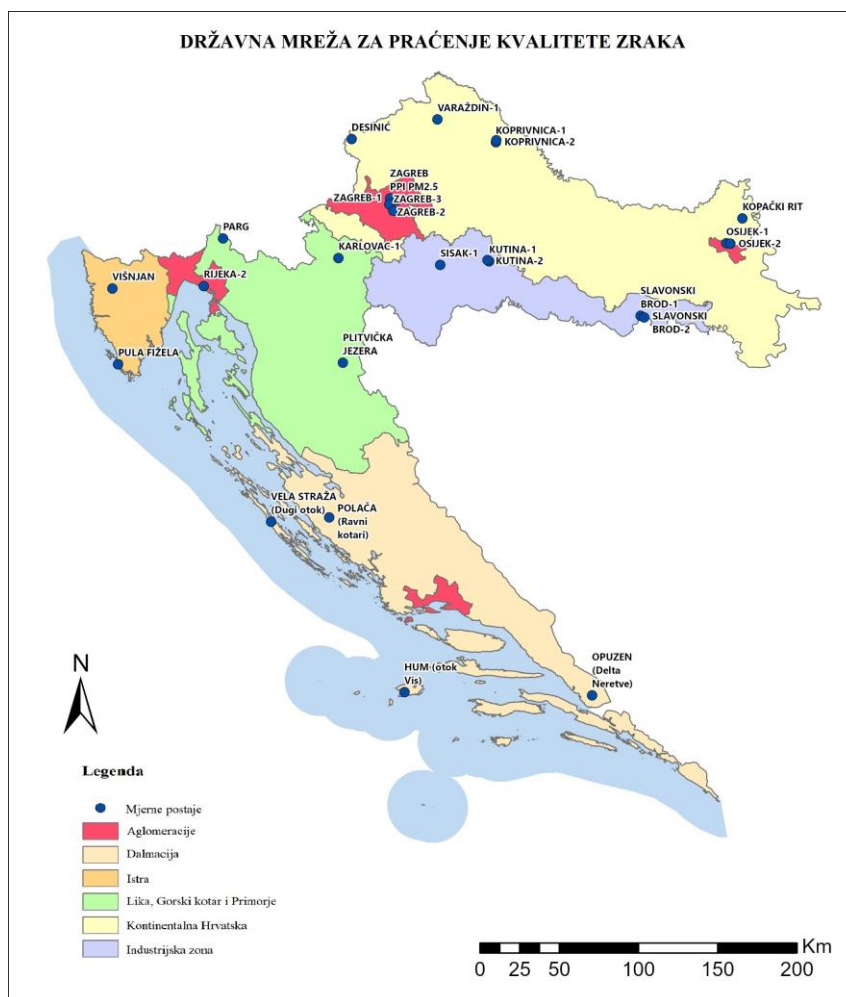 DRŽAVNA MREŽA ZA PRAĆENJE KVALITETE ZRAKA
VARAŽDIN-1
DESINIĆ
KOPRIVNICA-1
KOPRIVNICA-2
ZAGREB
PPI PM2.5
ZAGREB-1
ZAGREB-3
ZAGREB-2
KOPAČKI RIT
PARG
OSIJEK-1
OSIJEK-2
KARLOVAC-1
SISAK-1
KUTINA-1
KUTINA-2
VIŠNJAN
RIJEKA-2
SLAVONSKI
BROD-1
SLAVONSKI
BROD-2
PULA FIŽELA
PLITVIČKA
JEZERA
VELA STRAŽA
(Dugi otok)
POLAČA
(Ravni
kotari)
HUM (otok
Vis)
OPUZEN
(Delta
Neretve)
N
Legenda
Mjerne postaje
Aglomeracije
Dalmacija
Istra
Lika, Gorski kotar i Primorje
Kontinentalna Hrvatska
Industrijska zona
Km
0 25 50 100 150 200